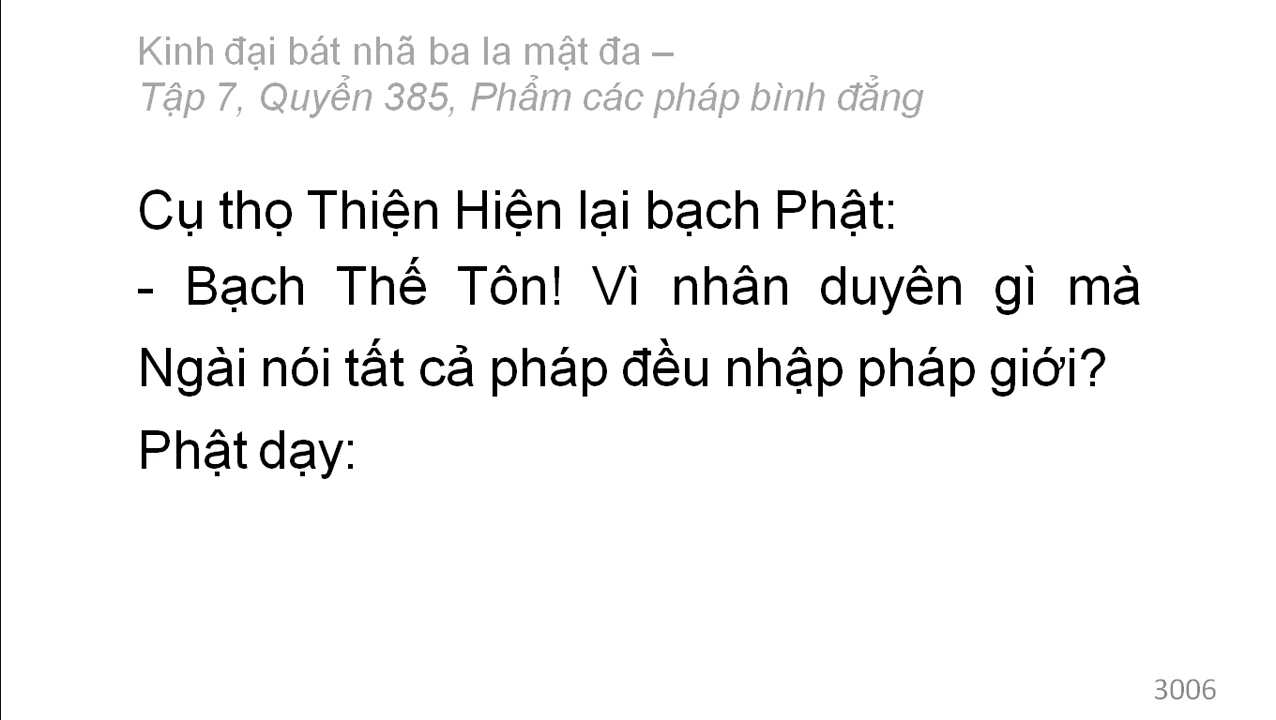 Kinh đại bát nhã ba la mật đa –
Tập 7, Quyển 385, Phẩm các pháp bình đẳng
Cụ thọ Thiện Hiện lại bạch Phật:
- Bạch Thế Tôn! Vì nhân duyên gì mà
Ngài nói tất cả pháp đều nhập pháp giới?
Phật dạy:
3006